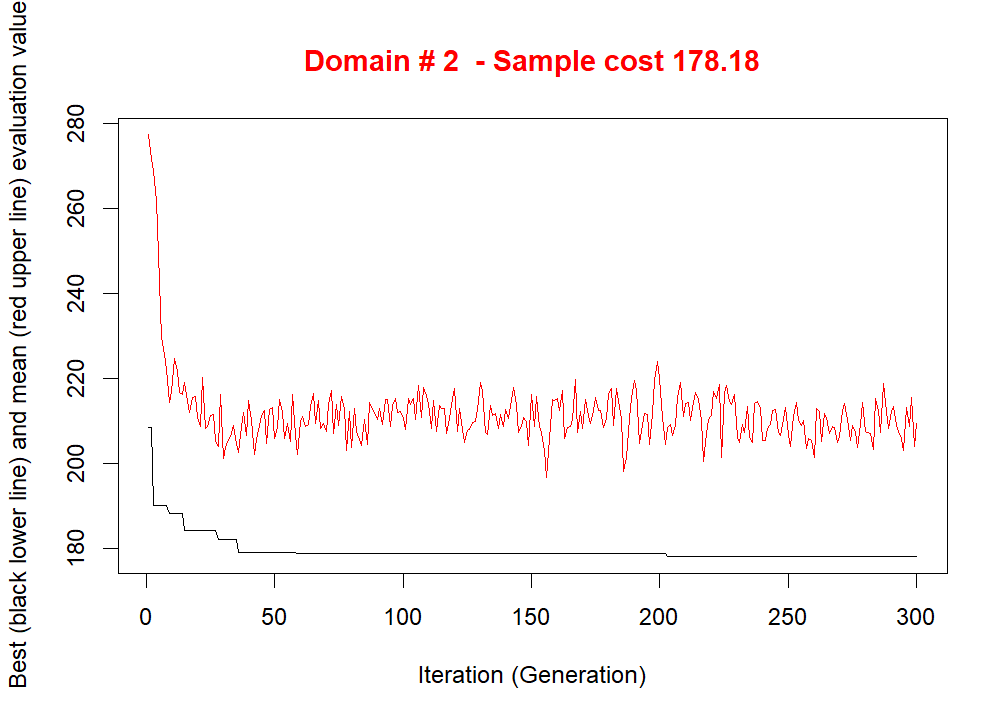 Domain # 2  - Sample cost 178.18
Best (black lower line) and mean (red upper line) evaluation value
280
260
240
220
200
180
0 50 100 150 200 250 300
Iteration (Generation)